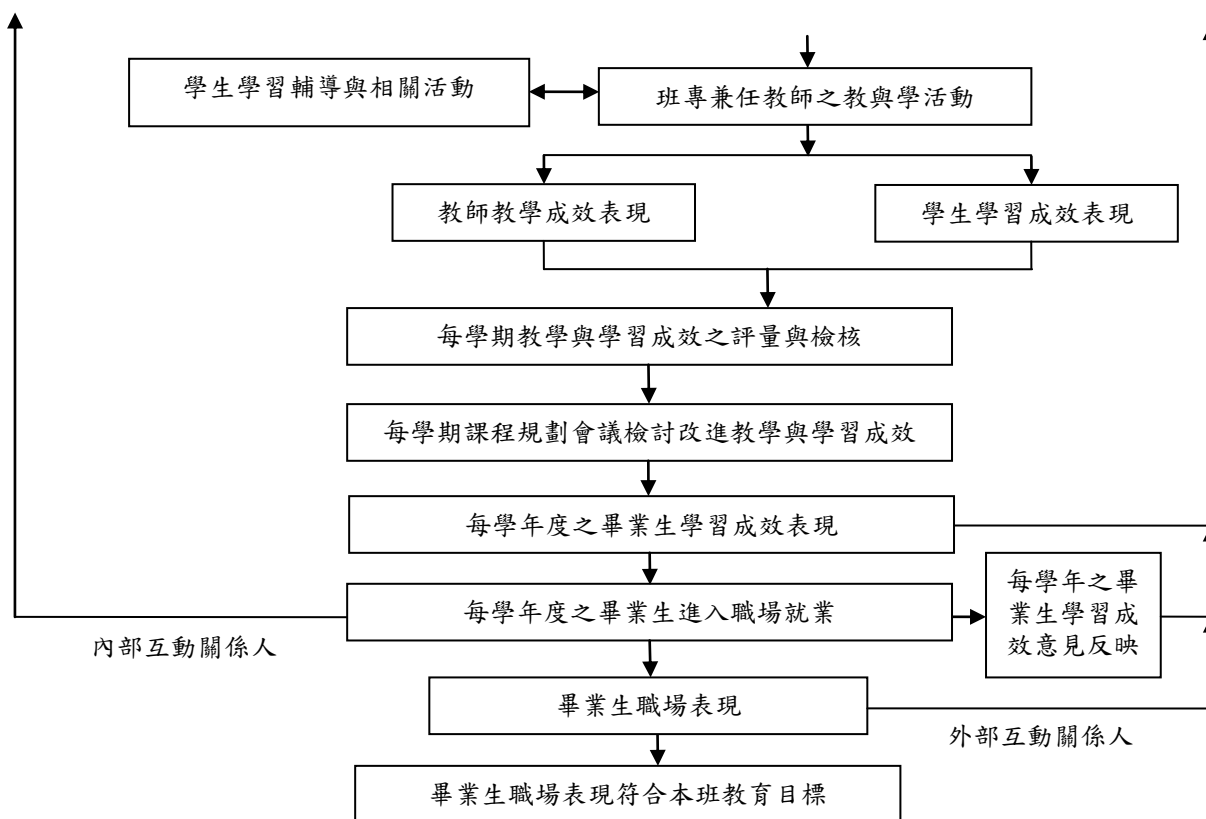 學生學習輔導與相關活動
班專兼任教師之教與學活動
教師教學成效表現
學生學習成效表現
每學期教學與學習成效之評量與檢核
每學期課程規劃會議檢討改進教學與學習成效
每學年度之畢業生學習成效表現
每學年度之畢業生進入職場就業
每學年之畢
業生學習成
效意見反映
內部互動關係人
畢業生職場表現
外部互動關係人
畢業生職場表現符合本班教育目標